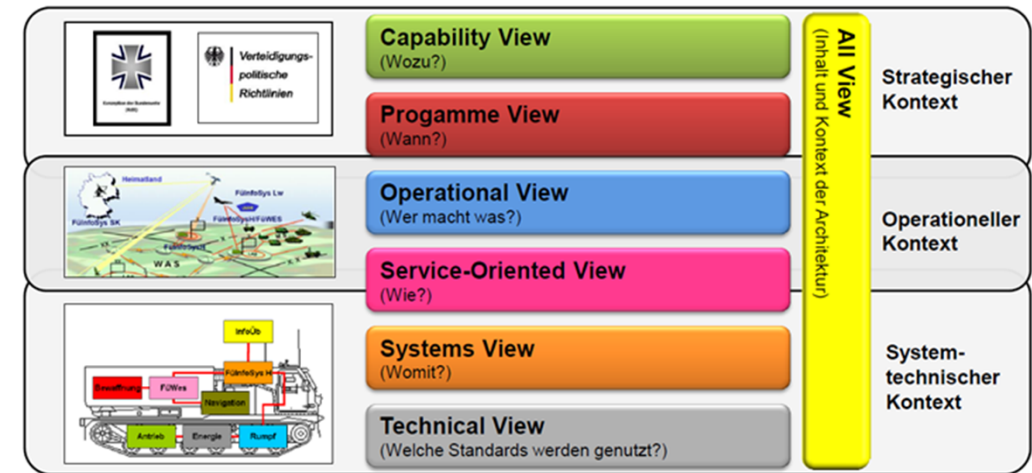 Verteidigungs-
politische
Richtlinien
Capability View
(Wozu?)
Progamme View
(Wann?)
All View
(Inhalt und Kontext der Architektur)
Strategischer
Kontext
Heimatland
FüInfoSys Lw
FüInfoSys SK
FüInfoSysH/FüWES
WAS
Operational View
(Wer macht was?)
Service-Oriented View
(Wie?)
Operationeller
Kontext
InfoÜb
FüInfoSys H
Bewaffnung
FüWes
Navigation
Antrieb
Energie
Rumpf
Systems View
(Womit?)
Technical View
(Welche Standards werden genutzt?)
System-
technischer
Kontext